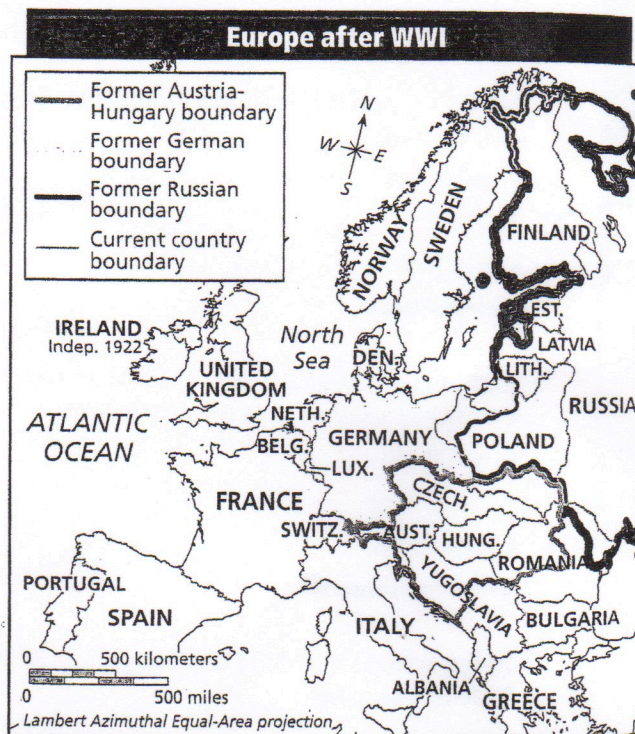 Europe after WWI
Former Austria-
Hungary boundary
Former German
boundary
Former Russian
boundary
Current country
boundary
N
W
E
S
NORWAY
SWEDEN
FINLAND
IRELAND
Indep. 1922
North
Sea
DEN.
EST.
LATVIA
LITH.
UNITED
KINGDOM
RUSSIA
ATLANTIC
OCEAN
NETH.
BELG.
GERMANY
POLAND
LUX.
CZECH.
FRANCE
SWITZ.
AUST.
HUNG.
ROMANIA
YUGOSLAVIA
PORTUGAL
SPAIN
ITALY
BULGARIA
ALBANIA
GREECE
0 500 kilometers
0 500 miles
Lambert Azimuthal Equal-Area projection